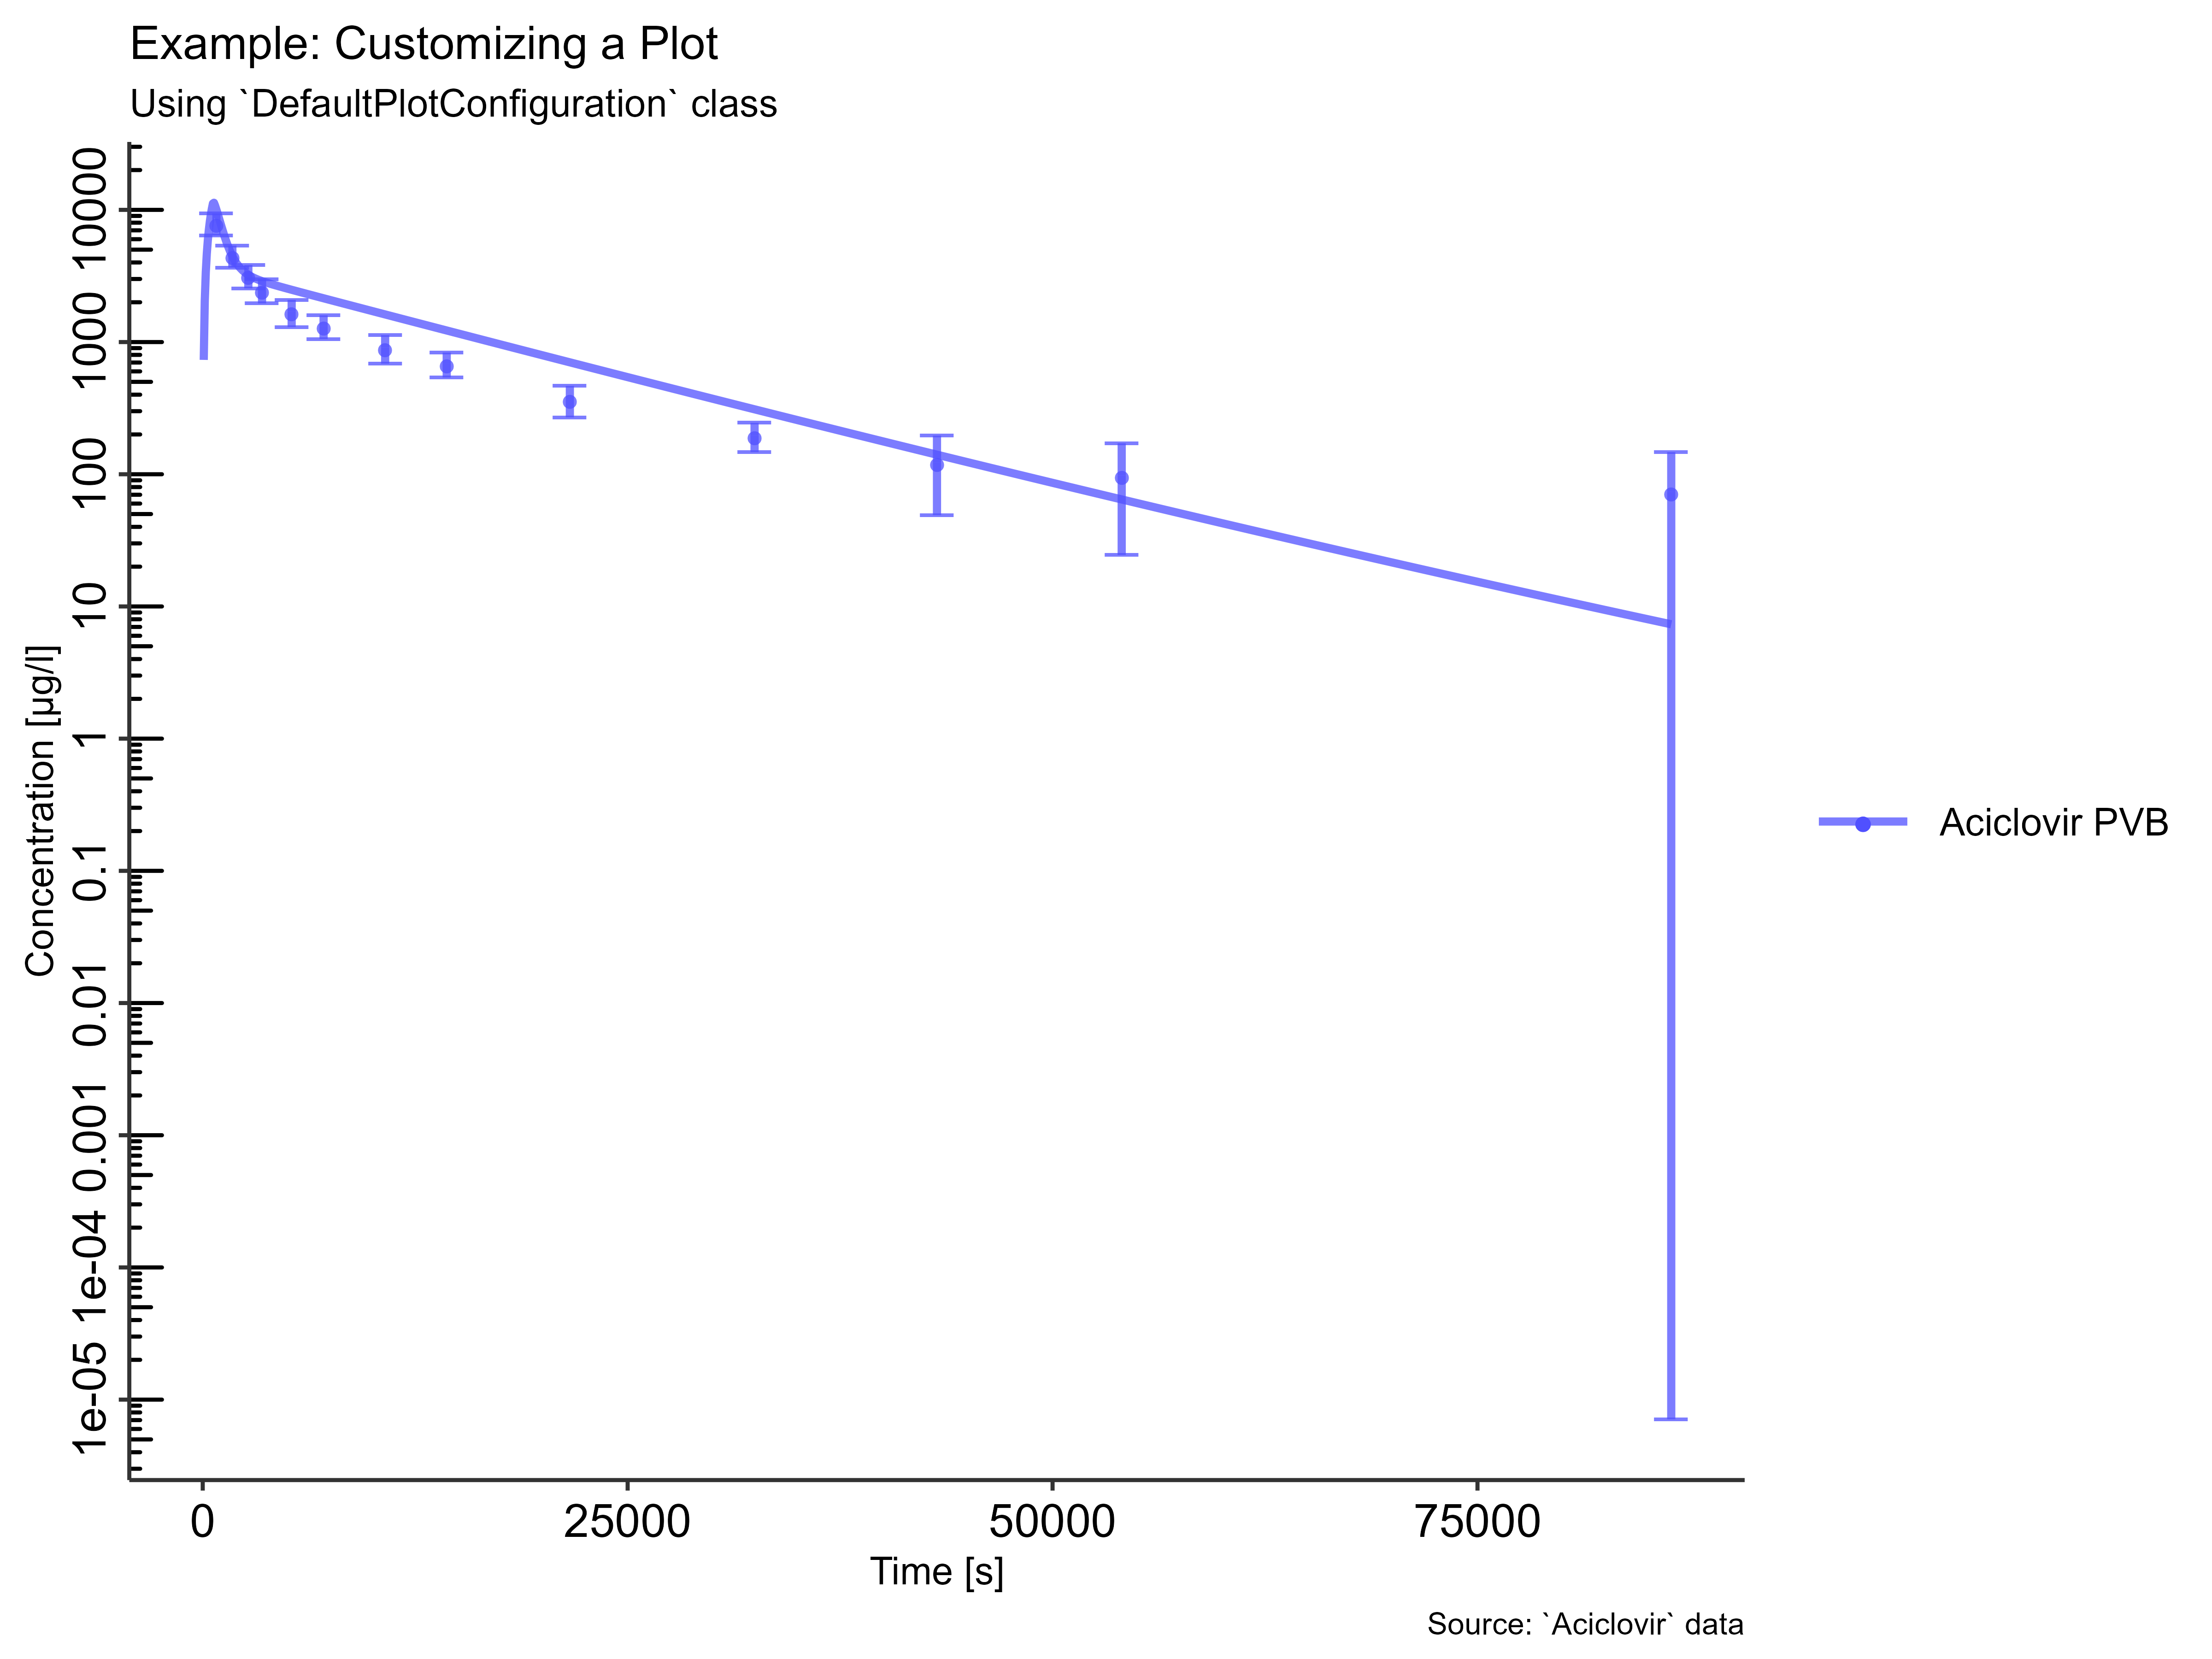 Example: Customizing a Plot
Using `DefaultPlotConfiguration` class
Concentration [µg/l]
10000
1000
100
10
1
0.1
0.01
0.001
1e-04
1e-05
0
25000
50000
75000
Time [s]
Aciclovir PVB
Source: `Aciclovir` data